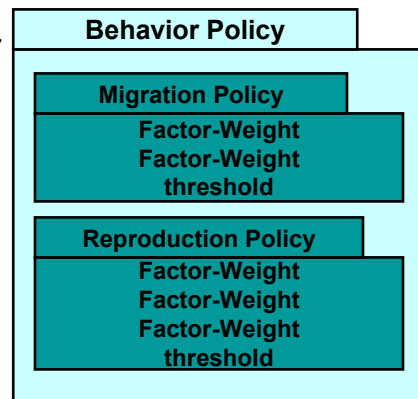 Behavior Policy
Migration Policy
Factor-Weight
Factor-Weight
threshold
Reproduction Policy
Factor-Weight
Factor-Weight
Factor-Weight
threshold